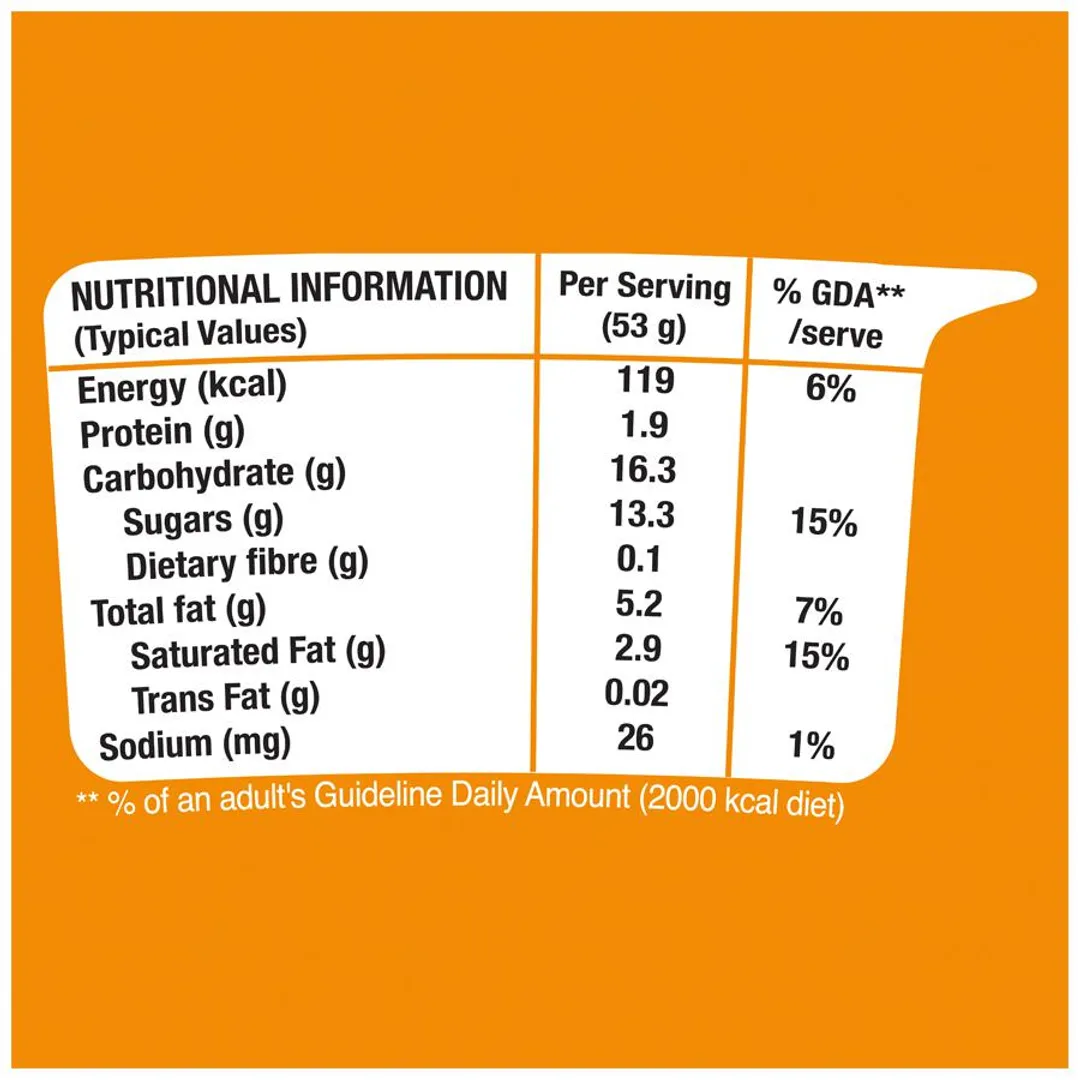 NUTRITIONAL INFORMATION (Typical Values) Per Serving (53 g) % GDA** /serve
Energy (kcal) 119 6%
Protein (g) 1.9
Carbohydrate (g) 16.3
Sugars (g) 13.3 15%
Dietary fibre (g) 0.1
Total fat (g) 5.2 7%
Saturated Fat (g) 2.9 15%
Trans Fat (g) 0.02
Sodium (mg) 26 1%
** % of an adult's Guideline Daily Amount (2000 kcal diet)